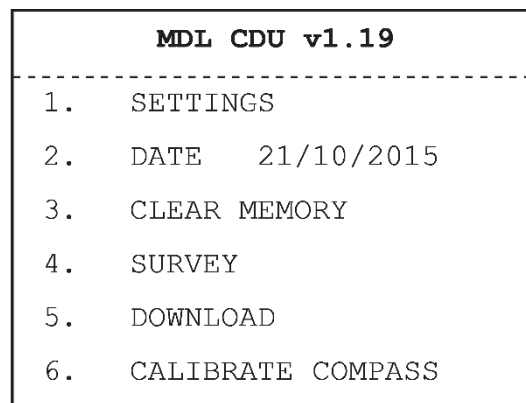 MDL CDU v1.19
1. SETTINGS
2. DATE 21/10/2015
3. CLEAR MEMORY
4. SURVEY
5. DOWNLOAD
6. CALIBRATE COMPASS